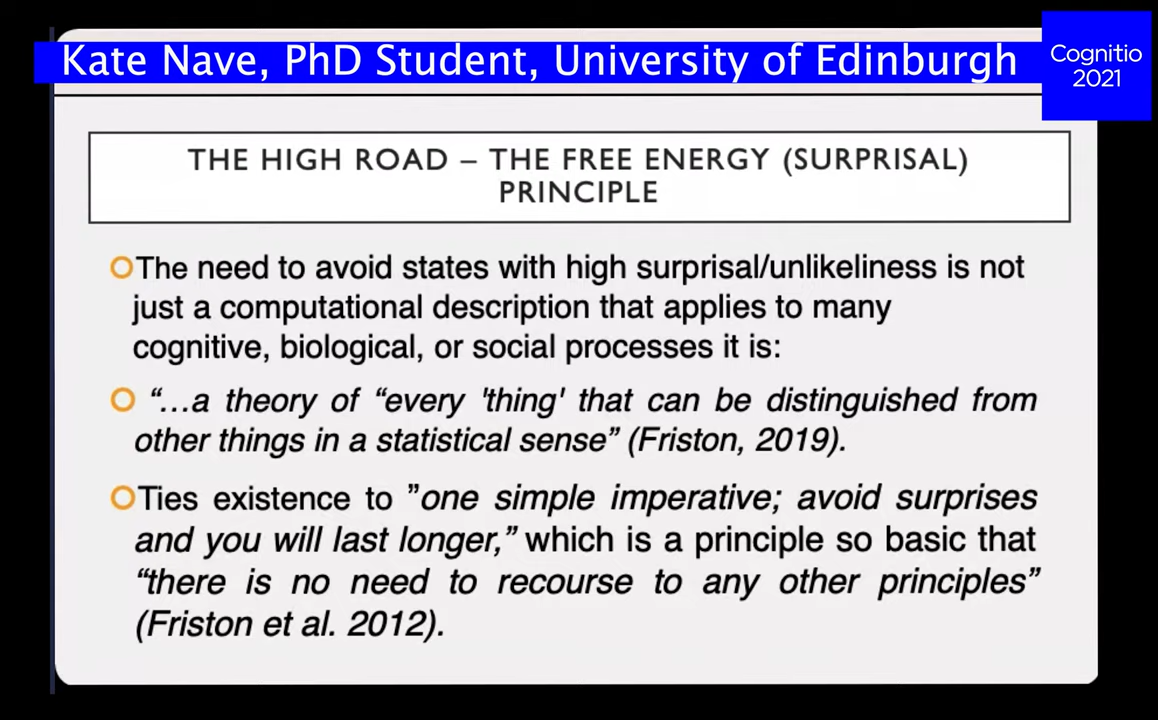 Kate Nave, PhD Student, University of Edinburgh
Cognitio
2021
THE HIGH ROAD – THE FREE ENERGY (SURPRISAL)
PRINCIPLE
The need to avoid states with high surprisal/unlikeliness is not
just a computational description that applies to many
cognitive, biological, or social processes it is:
“…a theory of “every 'thing' that can be distinguished from
other things in a statistical sense” (Friston, 2019).
Ties existence to ”one simple imperative; avoid surprises
and you will last longer,” which is a principle so basic that
“there is no need to recourse to any other principles”
(Friston et al. 2012).